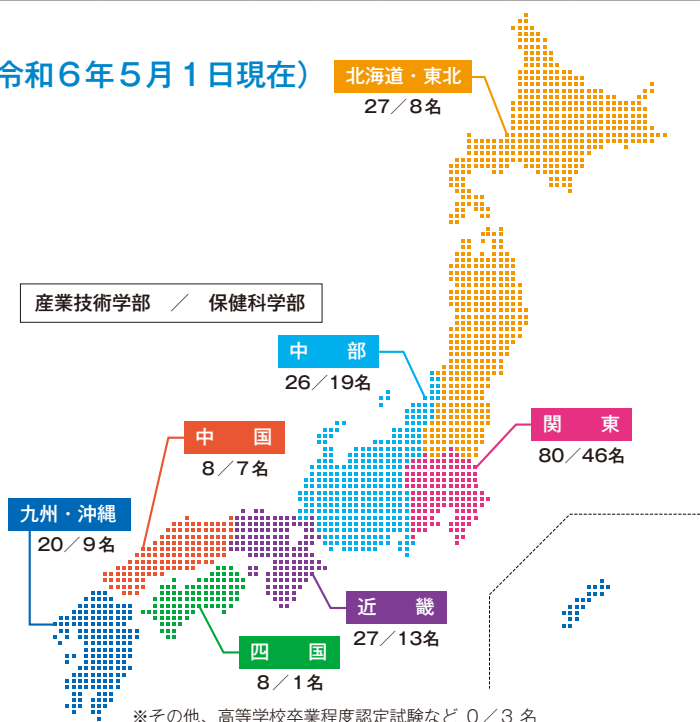 令和6年5月1日現在）
北海道・東北
27／8名
産業技術学部　／　保健科学部
中　部
26／19名
関　東
80／46名
中　国
8／7名
九州・沖縄
20／9名
近　畿
27／13名
四　国
8／1名
※その他、高等学校卒業程度認定試験など 0／3 名